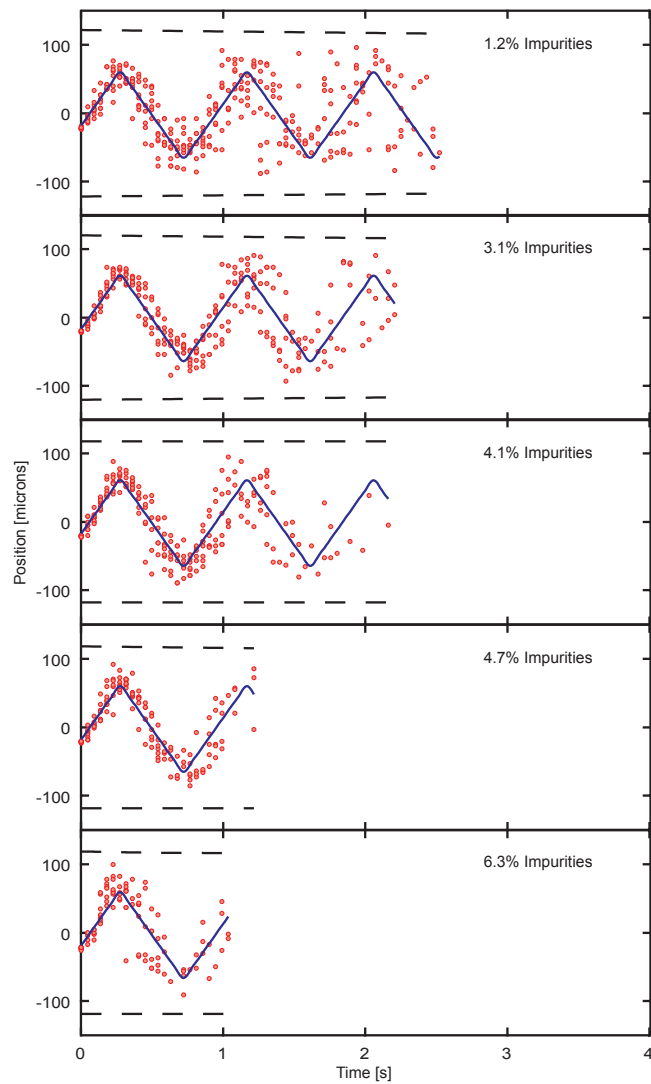 100
0
-100
1.2% Impurities
100
0
-100
3.1% Impurities
100
0
-100
4.1% Impurities
100
0
-100
4.7% Impurities
100
0
-100
6.3% Impurities
Position [microns]
0 1 2 3 4
Time [s]